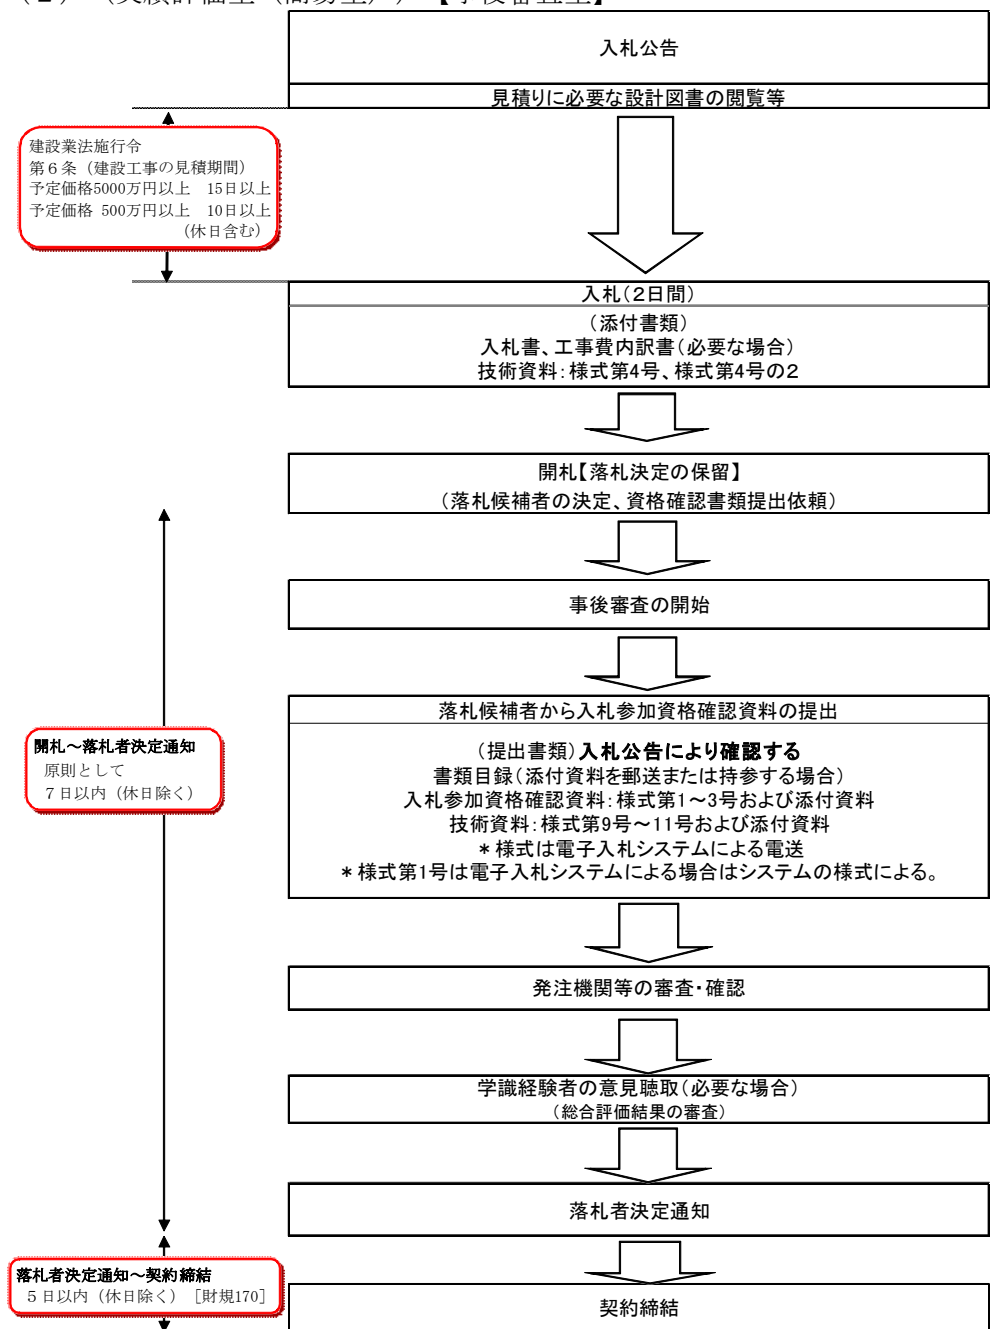 入札公告
見積りに必要な設計図書の閲覧等
建設業法施行令
第6条（建設工事の見積期間）
予定価格5000万円以上　15日以上
予定価格 500万円以上　10日以上
（休日含む）
入札（2日間）
（添付書類）
入札書、工事費内訳書（必要な場合）
技術資料：様式第4号、様式第4号の2
開札【落札決定の保留】
（落札候補者の決定、資格確認書類提出依頼）
事後審査の開始
落札候補者から入札参加資格確認資料の提出
（提出書類）入札公告により確認する
書類目録（添付資料を郵送または持参する場合）
入札参加資格確認資料：様式第1～3号および添付資料
技術資料：様式第9号～11号および添付資料
＊様式は電子入札システムによる電送
＊様式第1号は電子入札システムによる場合はシステムの様式による。
開札～落札者決定通知
原則として
７日以内（休日除く）
発注機関等の審査・確認
学識経験者の意見聴取（必要な場合）
（総合評価結果の審査）
落札者決定通知
落札者決定通知～契約締結
５日以内（休日除く）［財規170］
契約締結